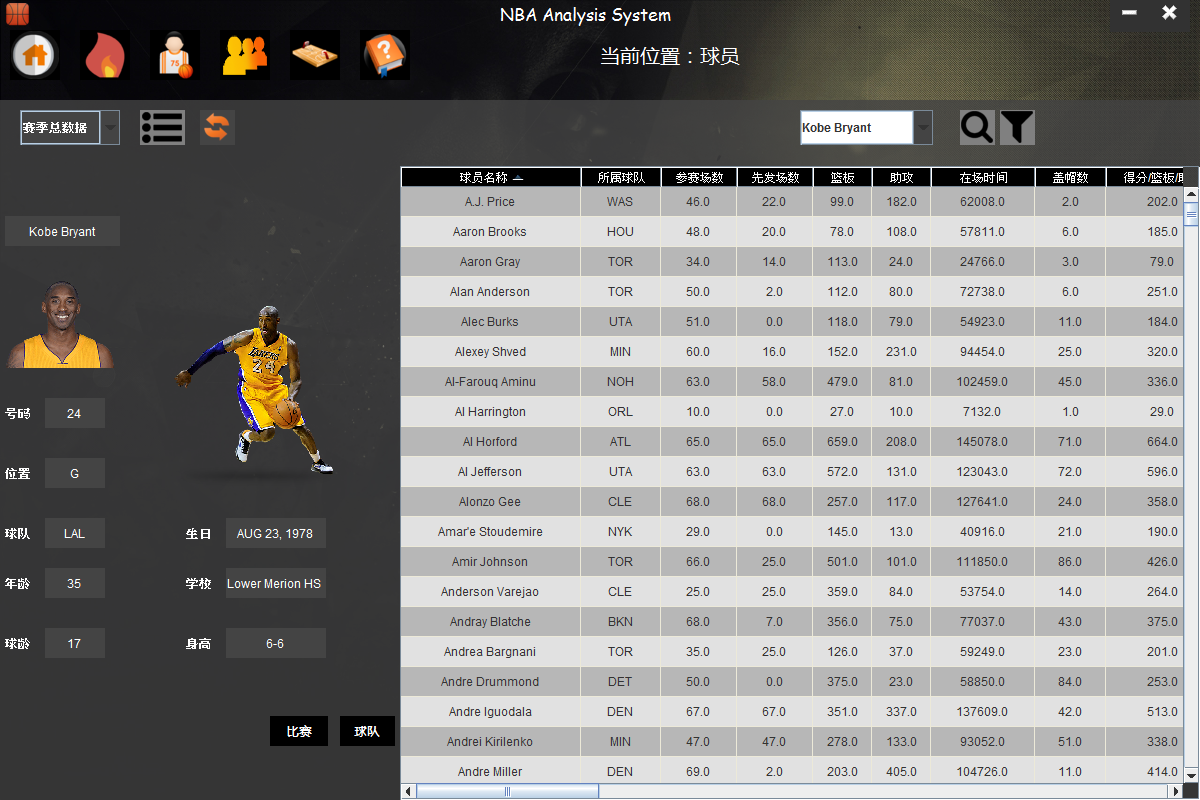 NBA Analysis System
当前位置：球员
75
赛季总数据
Kobe Bryant
Kobe Bryant
LAKERS
24
号码 24
位置 G
球队 LAL 生日 AUG 23, 1978
年龄 35 学校 Lower Merion HS
球龄 17 身高 6-6
比赛 球队
球员名称 所属球队 参赛场数 先发场数 篮板 助攻 在场时间 盖帽数 得分/篮板/
A.J. Price WAS 46.0 22.0 99.0 182.0 62008.0 2.0 202.0
Aaron Brooks HOU 48.0 20.0 78.0 108.0 57811.0 6.0 185.0
Aaron Gray TOR 34.0 14.0 113.0 24.0 24766.0 3.0 79.0
Alan Anderson TOR 50.0 2.0 112.0 80.0 72738.0 6.0 251.0
Alec Burks UTA 51.0 0.0 118.0 79.0 54923.0 11.0 184.0
Alexey Shved MIN 60.0 16.0 152.0 231.0 94454.0 25.0 320.0
Al-Farouq Aminu NOH 63.0 58.0 479.0 81.0 102459.0 45.0 336.0
Al Harrington ORL 10.0 0.0 27.0 10.0 7132.0 1.0 29.0
Al Horford ATL 65.0 65.0 659.0 208.0 145078.0 71.0 664.0
Al Jefferson UTA 63.0 63.0 572.0 131.0 123043.0 72.0 596.0
Alonzo Gee CLE 68.0 68.0 257.0 117.0 127641.0 24.0 358.0
Amar'e Stoudemire NYK 29.0 0.0 145.0 13.0 40916.0 21.0 190.0
Amir Johnson TOR 66.0 25.0 501.0 101.0 111850.0 86.0 426.0
Anderson Varejao CLE 25.0 25.0 359.0 84.0 53754.0 14.0 264.0
Andray Blatche BKN 68.0 7.0 356.0 75.0 77037.0 43.0 375.0
Andrea Bargnani TOR 35.0 25.0 126.0 37.0 59249.0 23.0 201.0
Andre Drummond DET 50.0 0.0 375.0 23.0 58850.0 84.0 253.0
Andre Iguodala DEN 67.0 67.0 351.0 337.0 137609.0 42.0 513.0
Andrei Kirilenko MIN 47.0 47.0 278.0 133.0 93052.0 51.0 338.0
Andre Miller DEN 69.0 2.0 203.0 405.0 104726.0 11.0 414.0